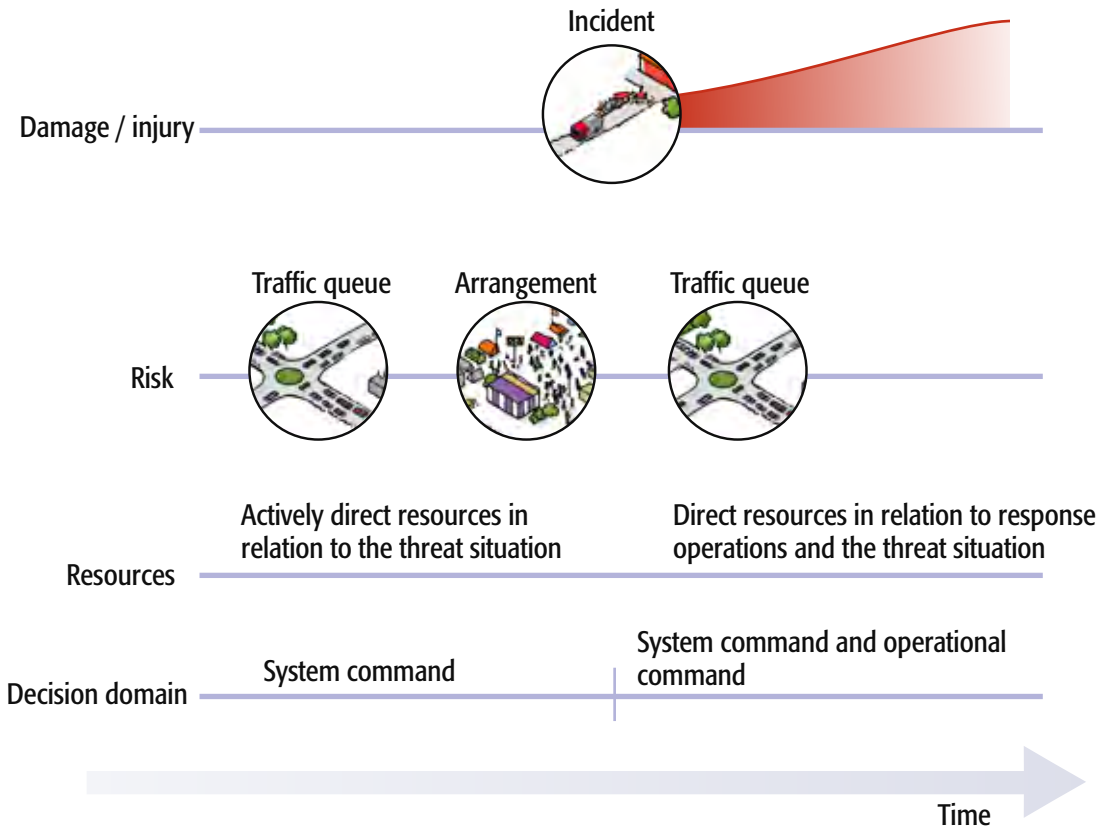 Incident
Damage / injury
Traffic queue
Arrangement
Traffic queue
Risk
Actively direct resources in
relation to the threat situation
Direct resources in relation to response
operations and the threat situation
Resources
System command
System command and operational
command
Decision domain
Time